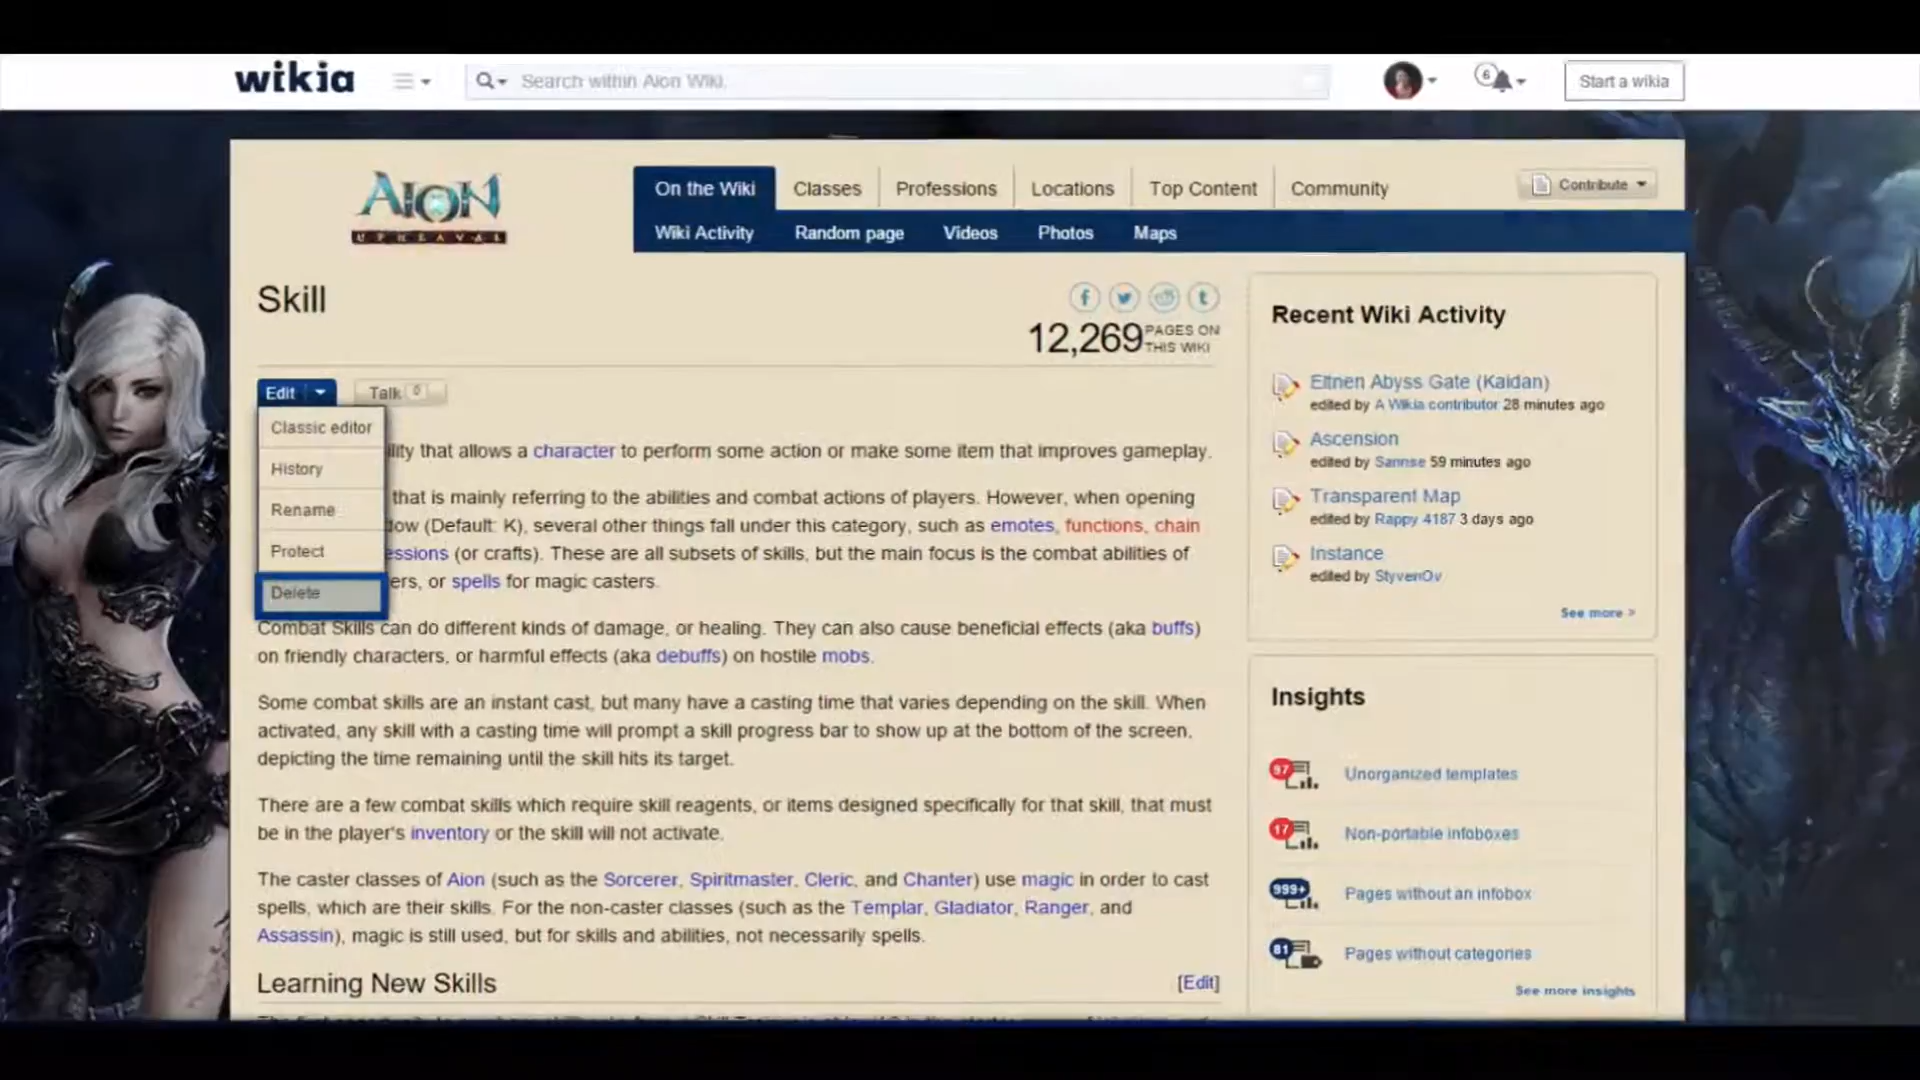 wikia
Search within Aion Wiki.
6
Start a wikia
AION
UPHEAVAL
On the Wiki
Classes
Professions
Locations
Top Content
Community
Contribute
Wiki Activity
Random page
Videos
Photos
Maps
Skill
12,269 PAGES ON THIS WIKI
Edit
Talk 0
Classic editor
History
Rename
Protect
Delete
ility that allows a character to perform some action or make some item that improves gameplay.
that is mainly referring to the abilities and combat actions of players. However, when opening
dow (Default: K), several other things fall under this category, such as emotes, functions, chain
essions (or crafts). These are all subsets of skills, but the main focus is the combat abilities of
ers, or spells for magic casters.
Combat Skills can do different kinds of damage, or healing. They can also cause beneficial effects (aka buffs)
on friendly characters, or harmful effects (aka debuffs) on hostile mobs.
Some combat skills are an instant cast, but many have a casting time that varies depending on the skill. When
activated, any skill with a casting time will prompt a skill progress bar to show up at the bottom of the screen,
depicting the time remaining until the skill hits its target.
There are a few combat skills which require skill reagents, or items designed specifically for that skill, that must
be in the player's inventory or the skill will not activate.
The caster classes of Aion (such as the Sorcerer, Spiritmaster, Cleric, and Chanter) use magic in order to cast
spells, which are their skills. For the non-caster classes (such as the Templar, Gladiator, Ranger, and
Assassin), magic is still used, but for skills and abilities, not necessarily spells.
Learning New Skills
[Edit]
Recent Wiki Activity
Eltnen Abyss Gate (Kaidan)
edited by A Wikia contributor 28 minutes ago
Ascension
edited by Sannse 59 minutes ago
Transparent Map
edited by Rappy 4187 3 days ago
Instance
edited by StyvenOv
See more >
Insights
97 Unorganized templates
17 Non-portable infoboxes
999+ Pages without an infobox
81 Pages without categories
See more insights